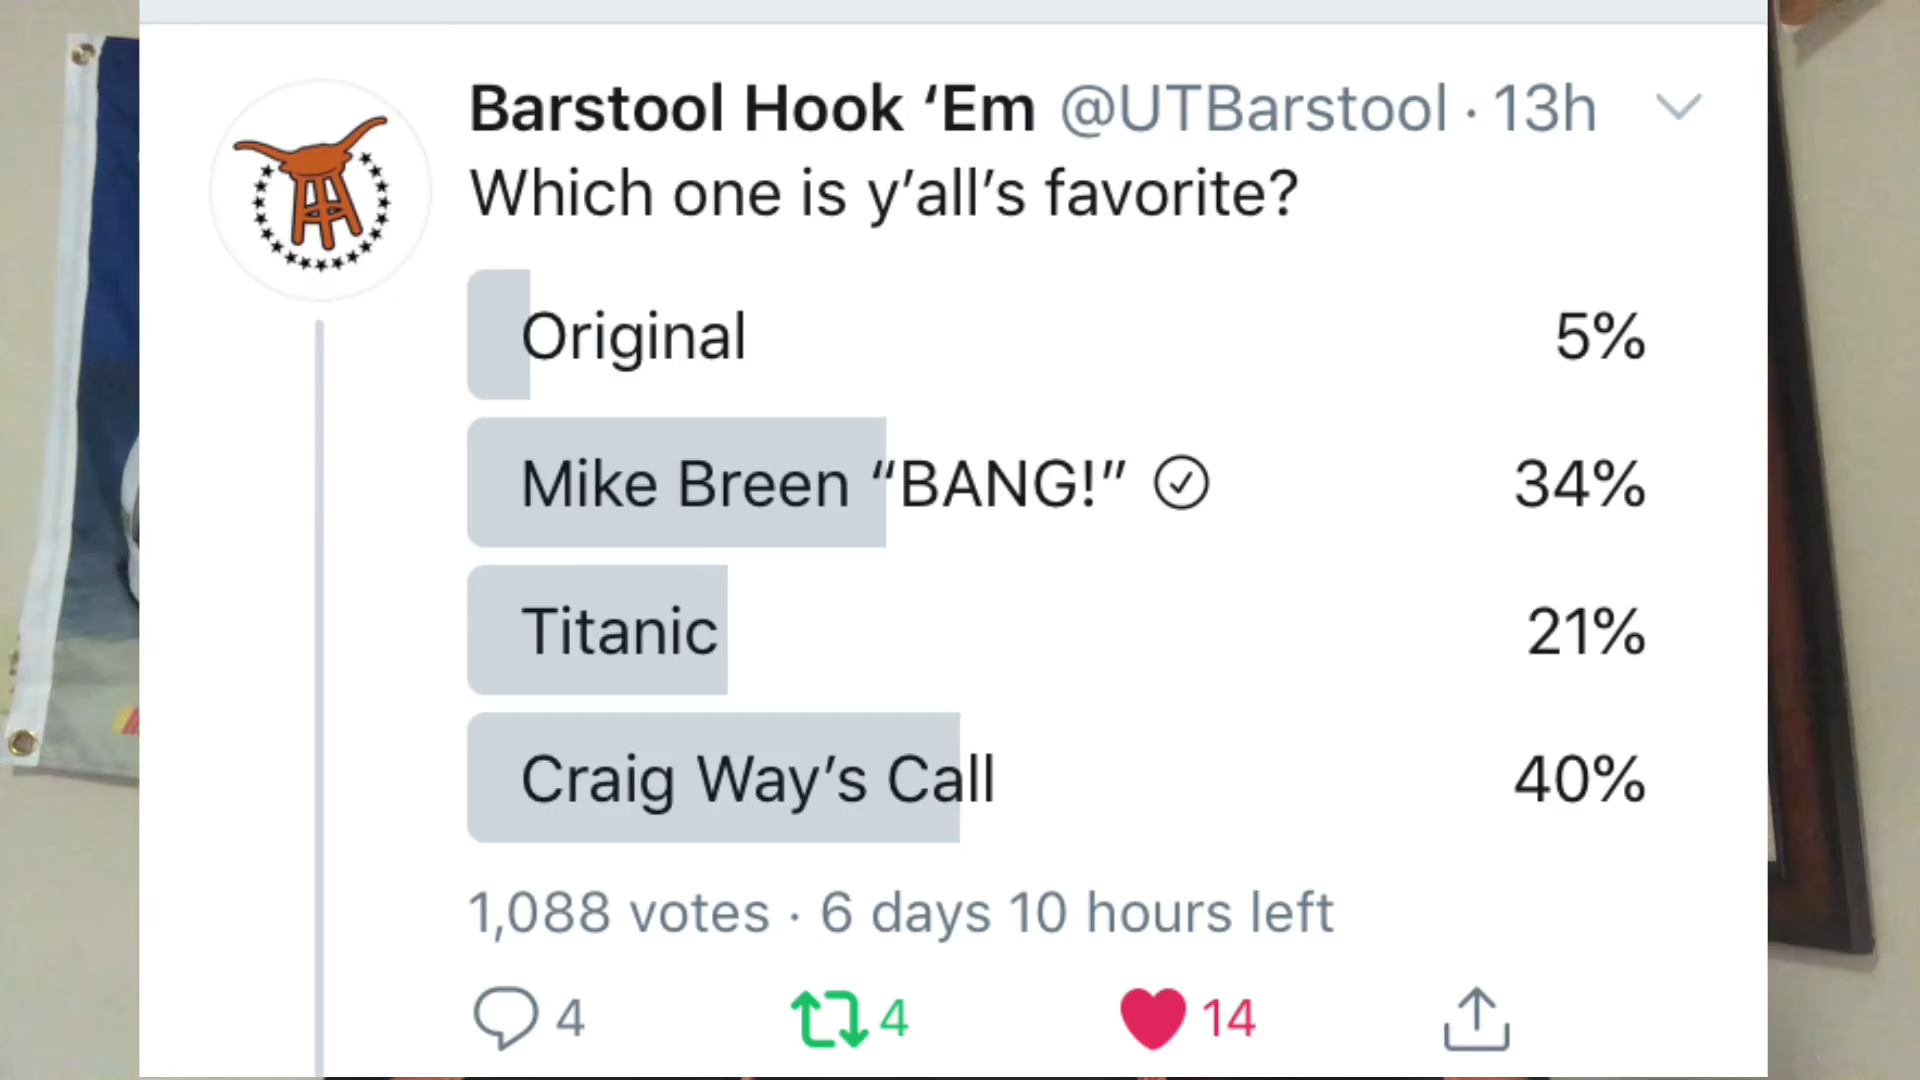 Barstool Hook ‘Em @UTBarstool · 13h
Which one is y’all’s favorite?
Original 5%
Mike Breen “BANG!” 34%
Titanic 21%
Craig Way’s Call 40%
1,088 votes · 6 days 10 hours left
4 4 14